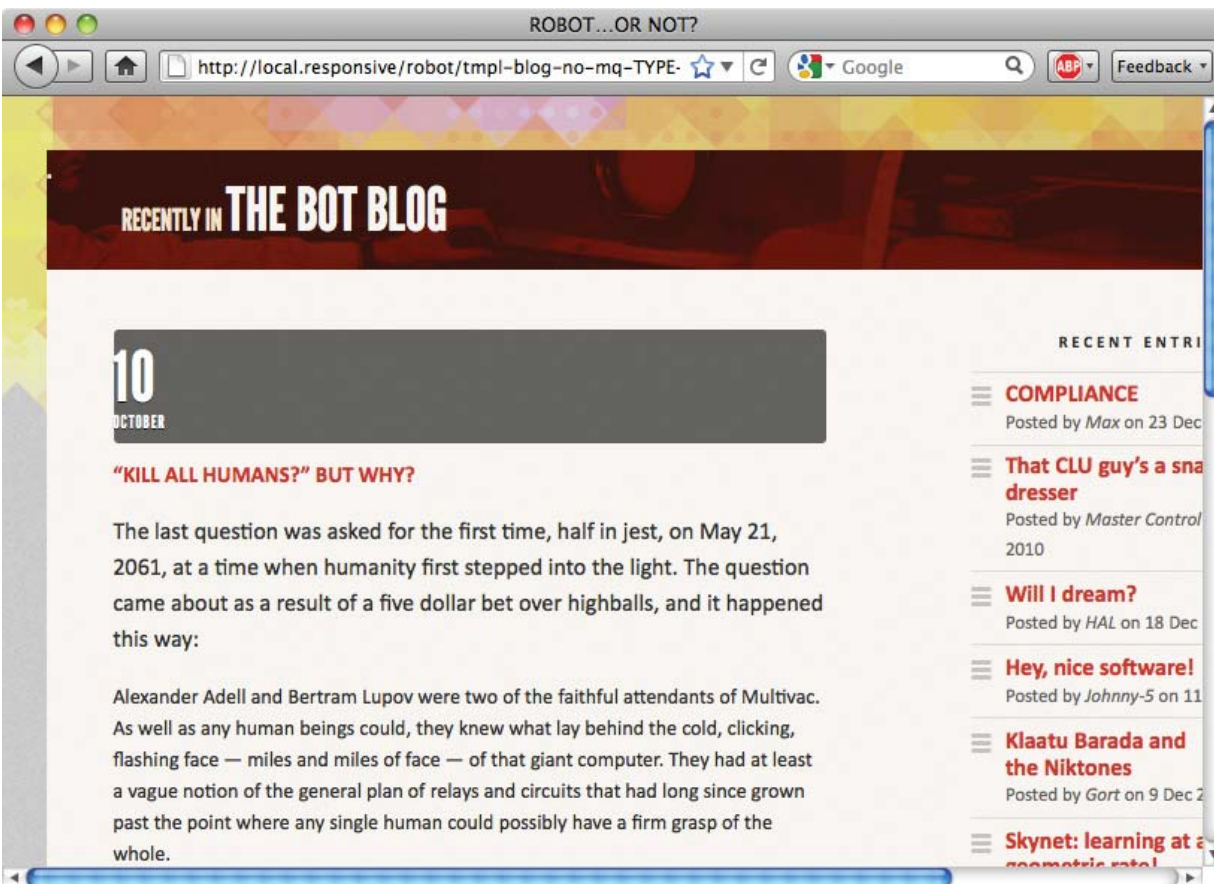 ROBOT...OR NOT?
http://local.responsive/robot/tmpl-blog-no-mq-TYPE-
Google
ABP
Feedback
RECENTLY IN THE BOT BLOG
10
OCTOBER
“KILL ALL HUMANS?” BUT WHY?
The last question was asked for the first time, half in jest, on May 21,
2061, at a time when humanity first stepped into the light. The question
came about as a result of a five dollar bet over highballs, and it happened
this way:
Alexander Adell and Bertram Lupov were two of the faithful attendants of Multivac.
As well as any human beings could, they knew what lay behind the cold, clicking,
flashing face — miles and miles of face — of that giant computer. They had at least
a vague notion of the general plan of relays and circuits that had long since grown
past the point where any single human could possibly have a firm grasp of the
whole.
RECENT ENTRI
COMPLIANCE
Posted by Max on 23 Dec
That CLU guy’s a sna
dresser
Posted by Master Control
2010
Will I dream?
Posted by HAL on 18 Dec
Hey, nice software!
Posted by Johnny-5 on 11
Klaatu Barada and
the Niktones
Posted by Gort on 9 Dec 2
Skynet: learning at a
geometric rate!